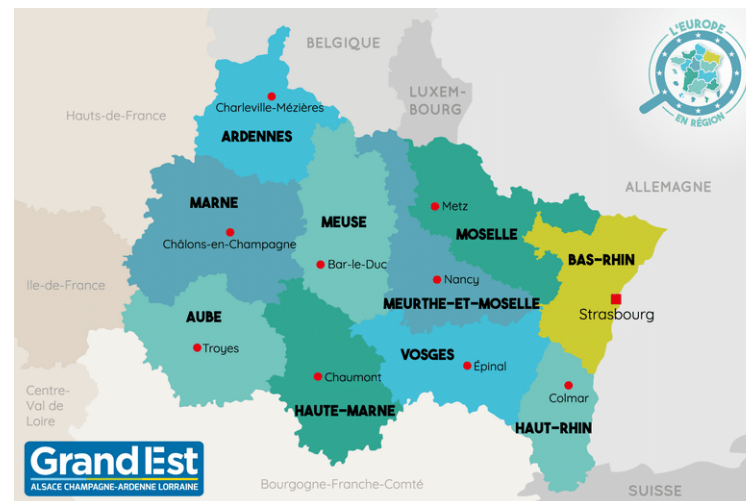 L'EUROPE
EN RÉGION
BELGIQUE
LUXEM-
BOURG
Hauts-de-France
Charleville-Mézières
ARDENNES
ALLEMAGNE
MARNE
Châlons-en-Champagne
MEUSE
Bar-le-Duc
Metz
MOSELLE
BAS-RHIN
Strasbourg
Nancy
MEURTHE-ET-MOSELLE
Ile-de-France
AUBE
Troyes
VOSGES
Épinal
Chaumont
HAUTE-MARNE
Colmar
HAUT-RHIN
Centre-
Val de
Loire
Grand Est
ALSACE CHAMPAGNE-ARDENNE LORRAINE
Bourgogne-Franche-Comté
SUISSE